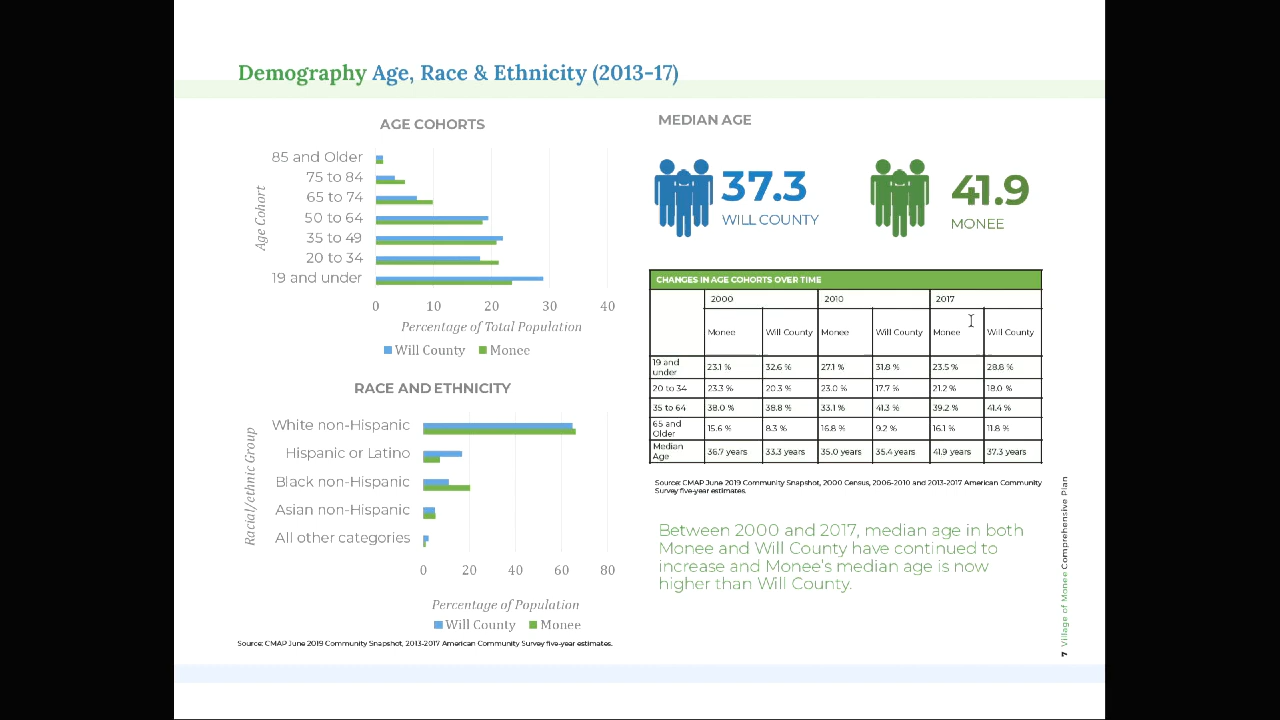 Demography Age, Race & Ethnicity (2013-17)
AGE COHORTS
85 and Older
75 to 84
65 to 74
50 to 64
35 to 49
20 to 34
19 and under
Age Cohort
0 10 20 30 40
Percentage of Total Population
Will County Monee
RACE AND ETHNICITY
White non-Hispanic
Hispanic or Latino
Black non-Hispanic
Asian non-Hispanic
All other categories
Racial/ethnic Group
0 20 40 60 80
Percentage of Population
Will County Monee
Source: CMAP June 2019 Community Snapshot, 2013-2017 American Community Survey five-year estimates.
MEDIAN AGE
37.3
WILL COUNTY
41.9
MONEE
CHANGES IN AGE COHORTS OVER TIME
2000 2010 2017
Monee Will County Monee Will County Monee Will County
19 and under 23.1 % 32.6 % 27.1 % 31.8 % 23.5 % 28.8 %
20 to 34 23.3 % 20.3 % 23.0 % 17.7 % 21.2 % 18.0 %
35 to 64 38.0 % 38.8 % 33.1 % 41.3 % 39.2 % 41.4 %
65 and Older 15.6 % 8.3 % 16.8 % 9.2 % 16.1 % 11.8 %
Median Age 36.7 years 33.3 years 35.0 years 35.4 years 41.9 years 37.3 years
Source: CMAP June 2019 Community Snapshot, 2000 Census, 2006-2010 and 2013-2017 American Community
Survey five-year estimates.
Between 2000 and 2017, median age in both
Monee and Will County have continued to
increase and Monee's median age is now
higher than Will County.
7 Village of Monee Comprehensive Plan